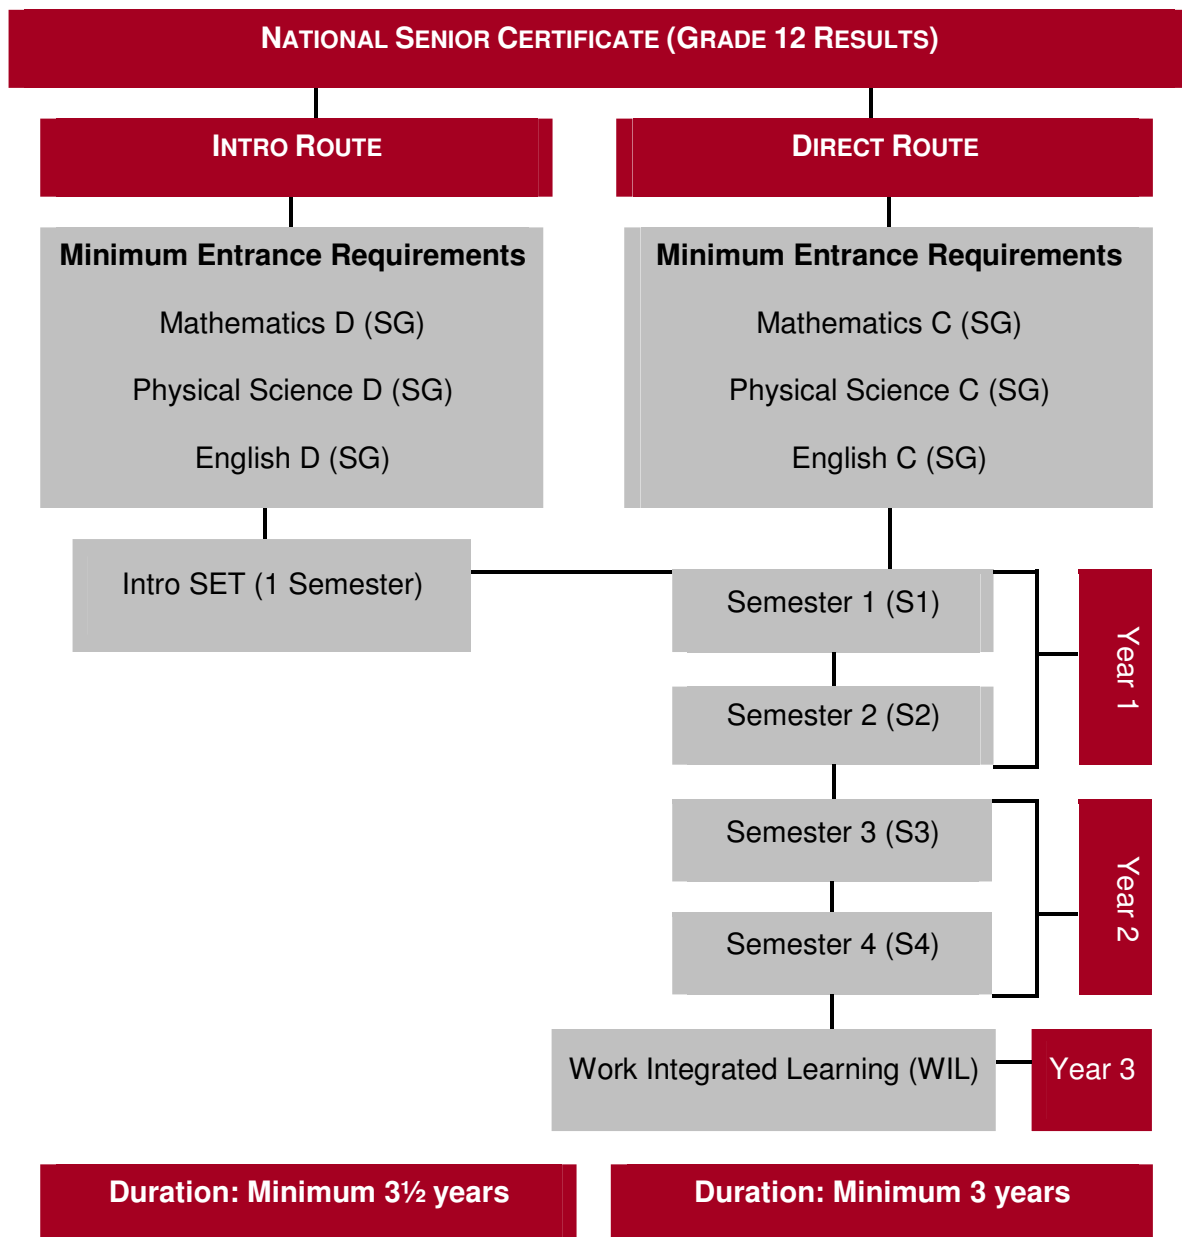 NATIONAL SENIOR CERTIFICATE (GRADE 12 RESULTS)
INTRO ROUTE
DIRECT ROUTE
Minimum Entrance Requirements
Mathematics D (SG)
Physical Science D (SG)
English D (SG)
Minimum Entrance Requirements
Mathematics C (SG)
Physical Science C (SG)
English C (SG)
Intro SET (1 Semester)
Semester 1 (S1)
Semester 2 (S2)
Year 1
Semester 3 (S3)
Semester 4 (S4)
Year 2
Work Integrated Learning (WIL)
Year 3
Duration: Minimum 3½ years
Duration: Minimum 3 years